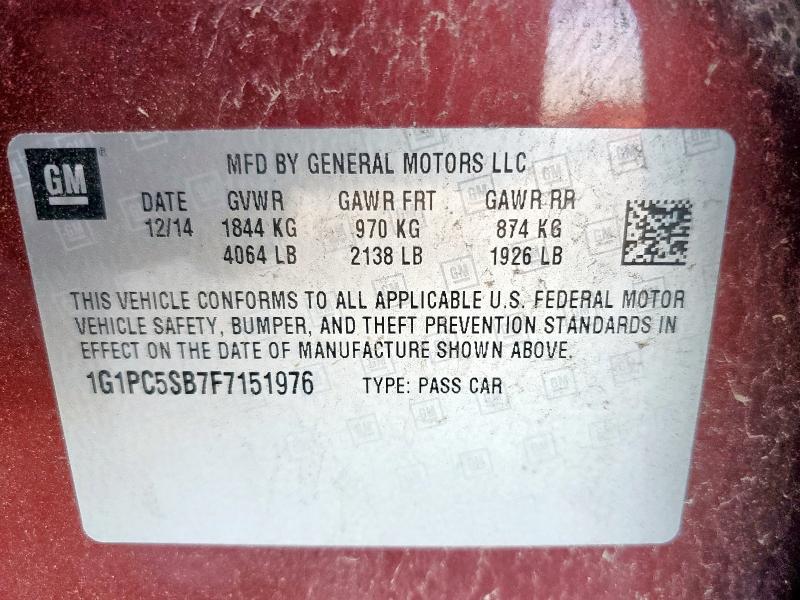 GM
MFD BY GENERAL MOTORS LLC
DATE GVWR GAWR FRT GAWR RR
12/14 1844 KG 970 KG 874 KG
4064 LB 2138 LB 1926 LB
THIS VEHICLE CONFORMS TO ALL APPLICABLE U.S. FEDERAL MOTOR
VEHICLE SAFETY, BUMPER, AND THEFT PREVENTION STANDARDS IN
EFFECT ON THE DATE OF MANUFACTURE SHOWN ABOVE.
1G1PC5SB7F7151976 TYPE: PASS CAR